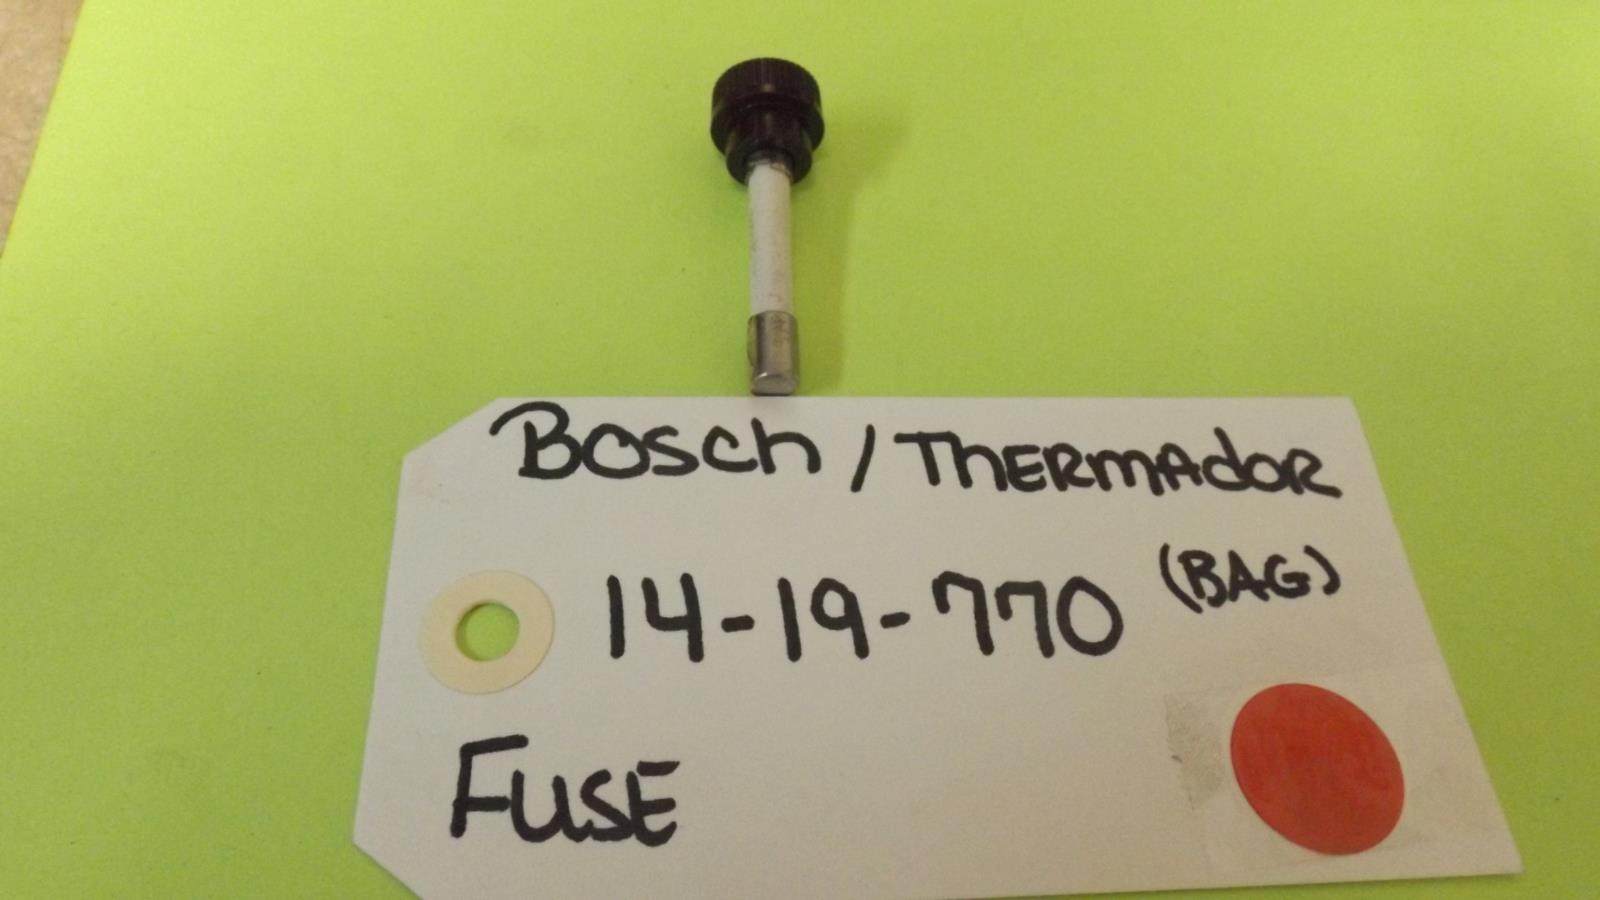 Bosch / THERMAdOR
14-19-770 (BAG)
FUSE